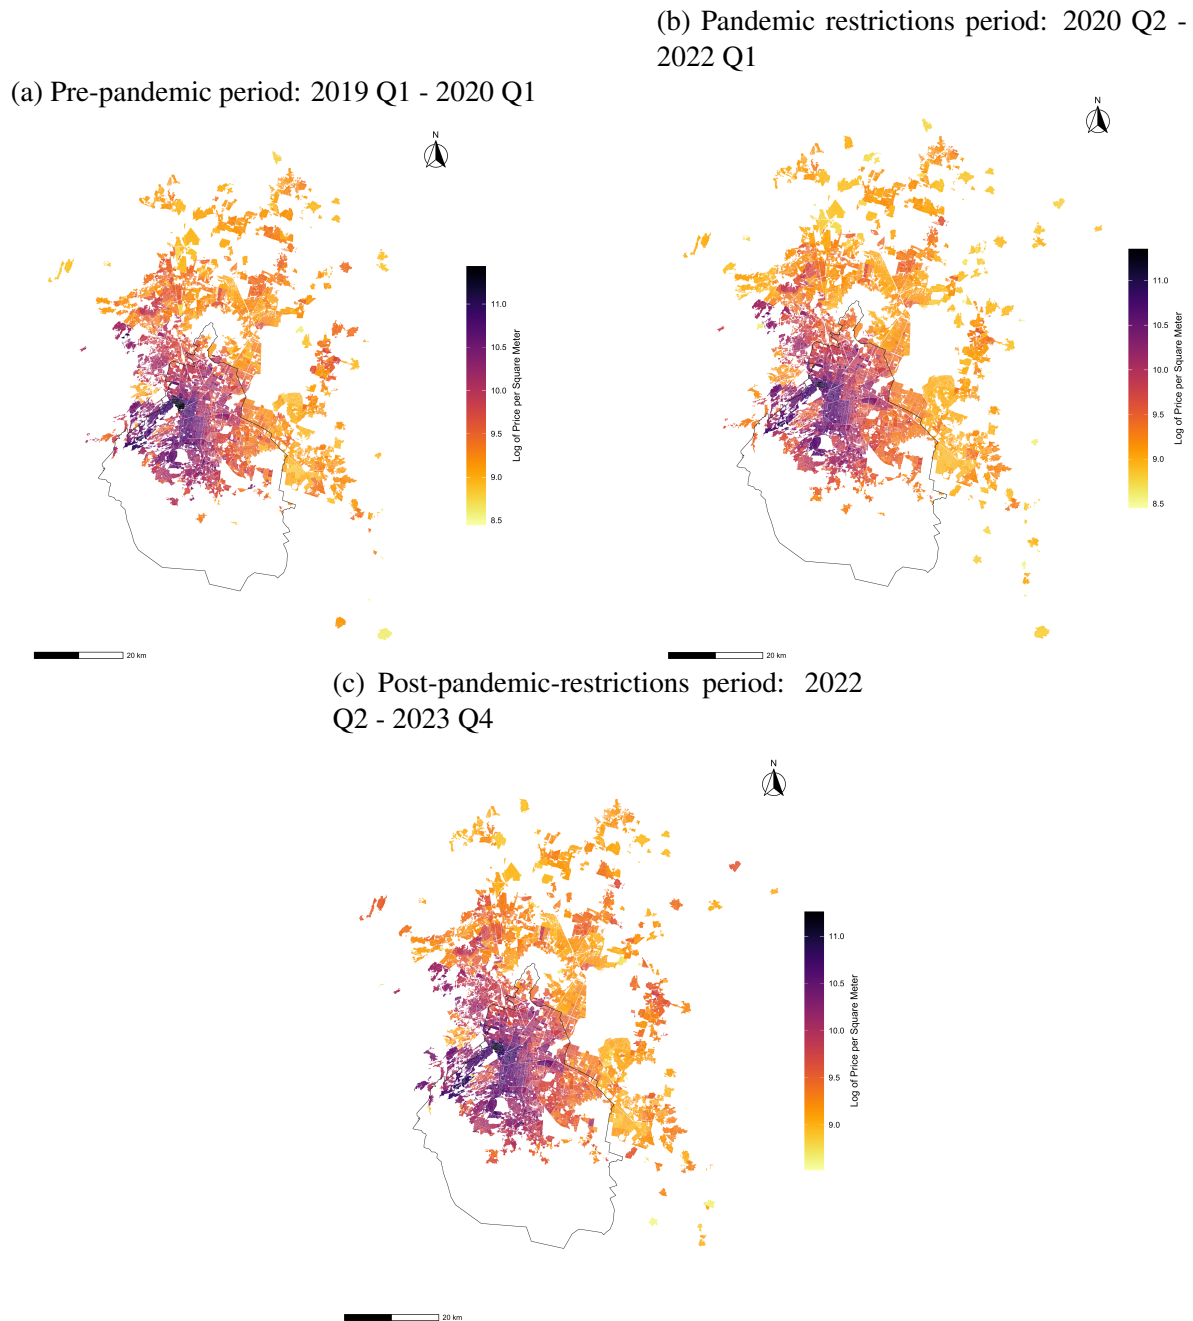 (b) Pandemic restrictions period: 2020 Q2 -
2022 Q1
(a) Pre-pandemic period: 2019 Q1 - 2020 Q1
N
11.0
10.5
10.0
9.5
9.0
8.5
Log of Price per Square Meter
20 km
N
11.0
10.5
10.0
9.5
9.0
8.5
Log of Price per Square Meter
20 km
(c) Post-pandemic-restrictions period: 2022
Q2 - 2023 Q4
N
11.0
10.5
10.0
9.5
9.0
Log of Price per Square Meter
20 km